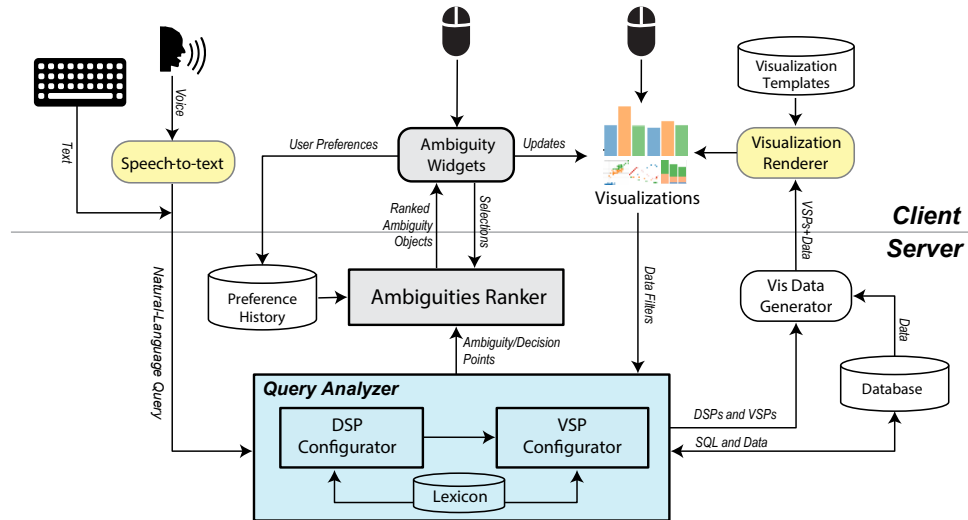 Visualization
Templates
Voice
Text
Speech-to-text
User Preferences
Ambiguity
Widgets
Updates
Visualization
Renderer
Visualizations
Ranked
Ambiguity
Objects
Selections
VSPs+Data
Client
Server
Natural-Language Query
Preference
History
Ambiguities Ranker
Data Filters
Vis Data
Generator
Ambiguity/Decision
Points
Data
Database
Query Analyzer
DSP
Configurator
VSP
Configurator
DSPs and VSPs
SQL and Data
Lexicon